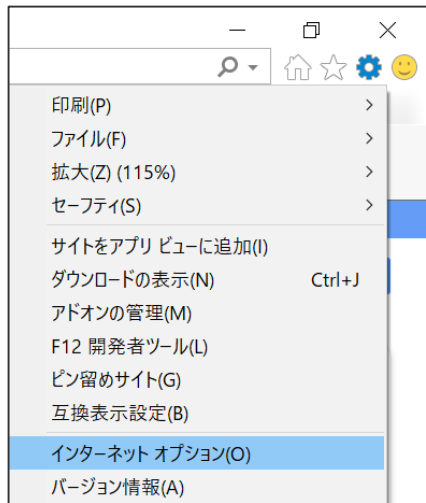 印刷(P)
ファイル(F)
拡大(Z) (115%)
セーフティ(S)
サイトをアプリ ビューに追加(I)
ダウンロードの表示(N) Ctrl+J
アドオンの管理(M)
F12 開発者ツール(L)
ピン留めサイト(G)
互換表示設定(B)
インターネット オプション(O)
バージョン情報(A)